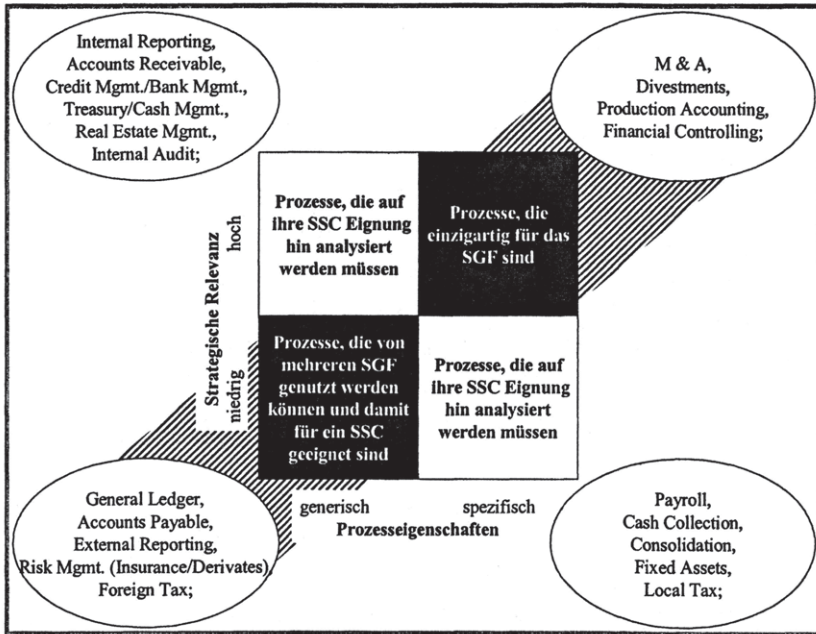 Internal Reporting,
Accounts Receivable,
Credit Mgmt./Bank Mgmt.,
Treasury/Cash Mgmt.,
Real Estate Mgmt.,
Internal Audit;
M & A,
Divestments,
Production Accounting,
Financial Controlling;
Prozesse, die auf
ihre SSC Eignung
hin analysiert
werden müssen
Prozesse, die
einzigartig für das
SGF sind
Strategische Relevanz
hoch
niedrig
Prozesse, die von
mehreren SGF
genutzt werden
können und damit
für ein SSC
geeignet sind
Prozesse, die auf
ihre SSC Eignung
hin analysiert
werden müssen
generisch
spezifisch
Prozesseigenschaften
General Ledger,
Accounts Payable,
External Reporting,
Risk Mgmt. (Insurance/Derivates),
Foreign Tax;
Payroll,
Cash Collection,
Consolidation,
Fixed Assets,
Local Tax;